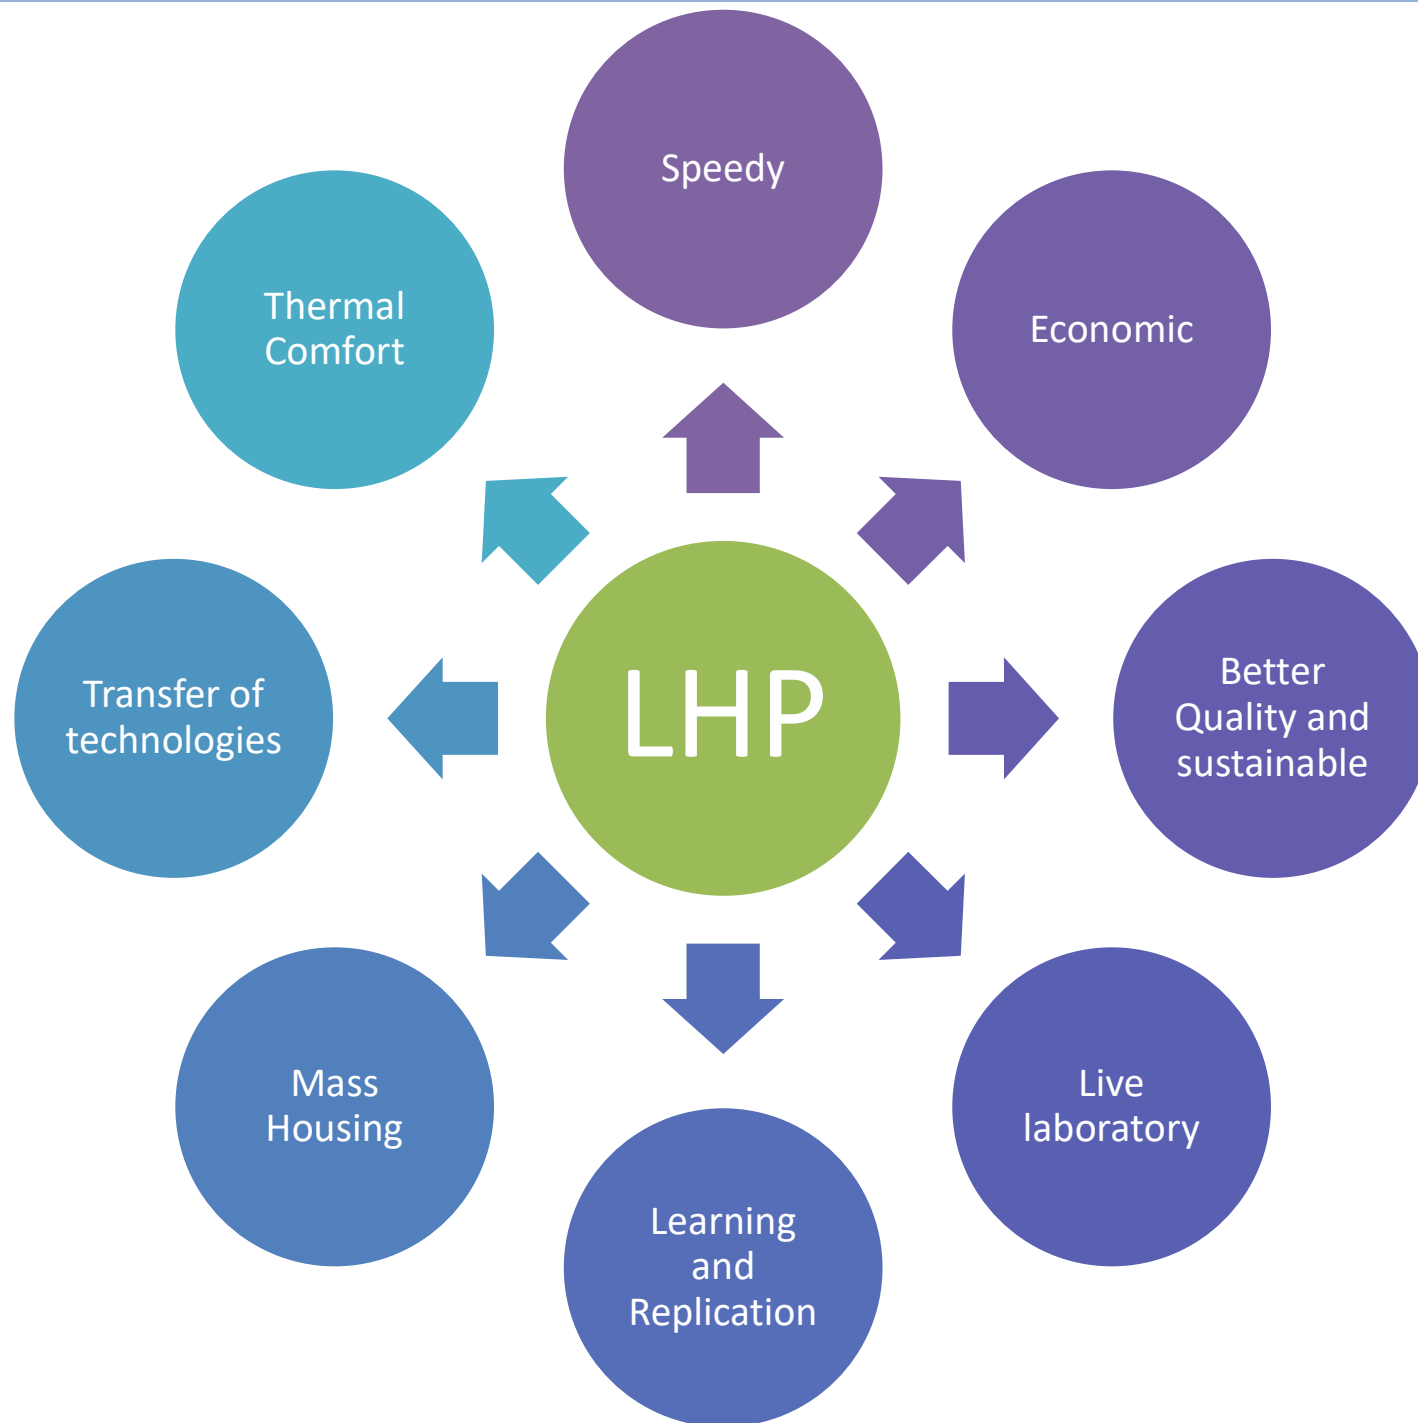 Speedy
Economic
Better
Quality and
sustainable
Live
laboratory
Learning
and
Replication
Mass
Housing
Transfer of
technologies
Thermal
Comfort
LHP